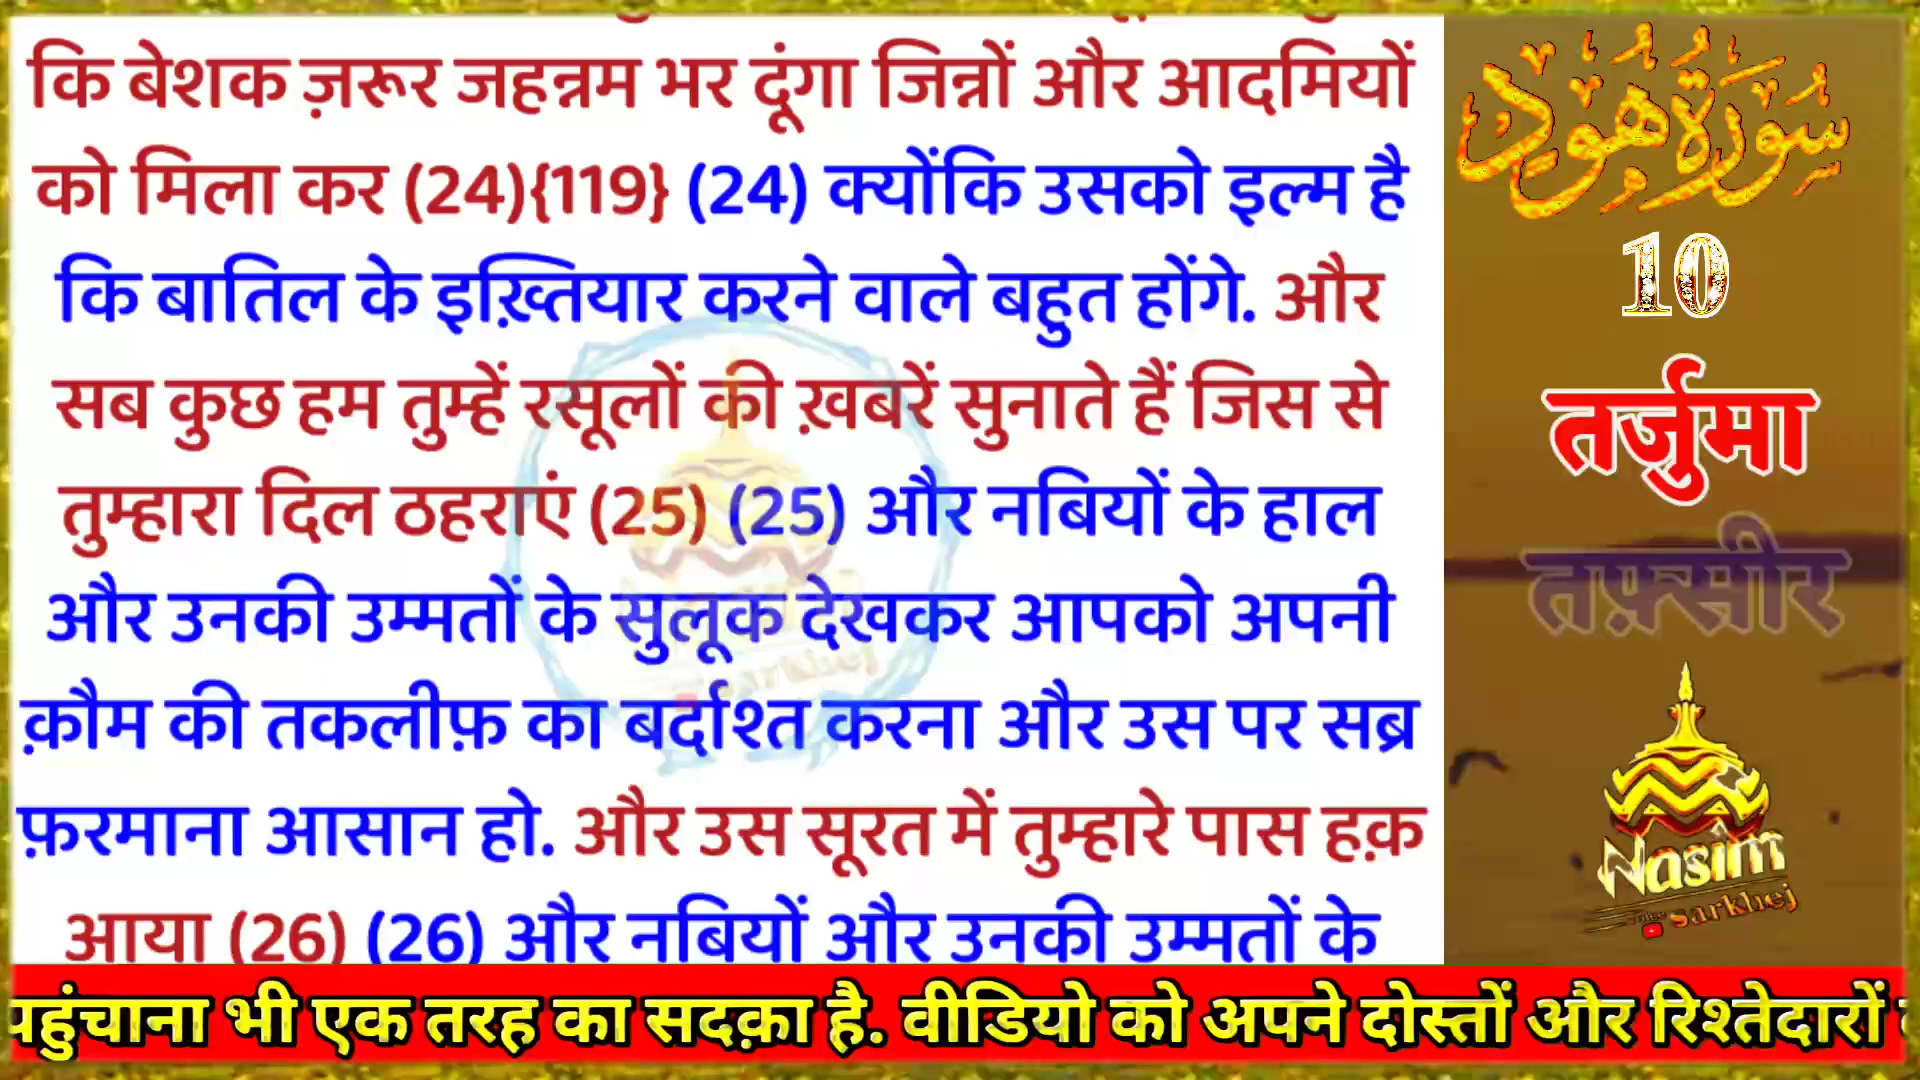 कि बेशक ज़रूर जहन्नम भर दूंगा जिन्नों और आदमियों
को मिला कर (24){119} (24) क्योंकि उसको इल्म है
कि बातिल के इख़्तियार करने वाले बहुत होंगे. और
सब कुछ हम तुम्हें रसूलों की ख़बरें सुनाते हैं जिस से
तुम्हारा दिल ठहराएं (25) (25) और नबियों के हाल
और उनकी उम्मतों के सुलूक देखकर आपको अपनी
क़ौम की तकलीफ़ का बर्दाश्त करना और उस पर सब्र
फ़रमाना आसान हो. और उस सूरत में तुम्हारे पास हक़
आया (26) (26) और नबियों और उनकी उम्मतों के
سورة هود
10
तर्जुमा
तफ़्सीर
Nasim
sarkhej
पहुंचाना भी एक तरह का सदक़ा है. वीडियो को अपने दोस्तों और रिश्तेदारों